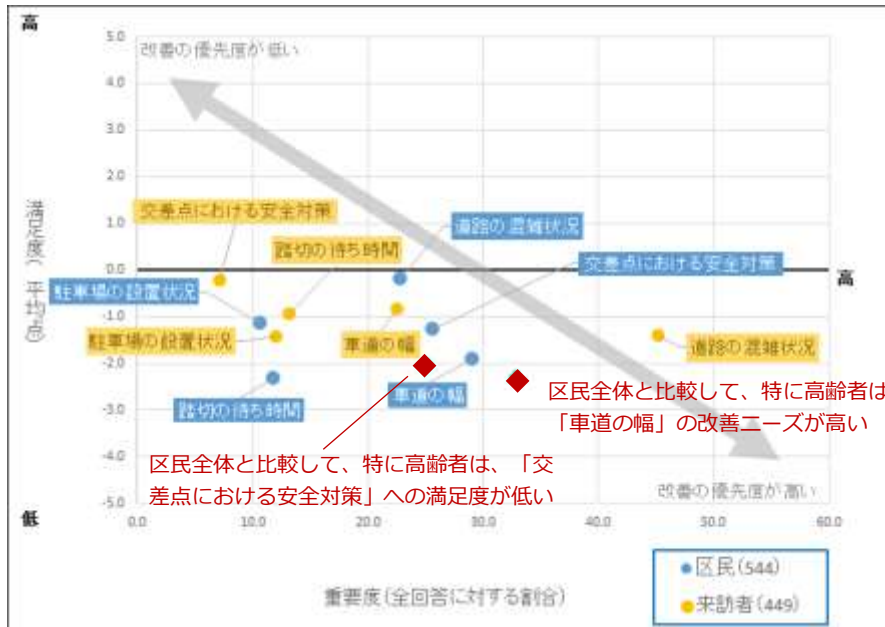 高
5.0
改善の優先度が低い
4.0
3.0
2.0
交差点における安全対策
1.0
道路の混雑状況
踏切の待ち時間
交差点における安全対策
0.0
高
駐車場の設置状況
満足度(平均点)
-1.0
駐車場の設置状況
車道の幅
道路の混雑状況
-2.0
車道の幅
区民全体と比較して、特に高齢者は
「車道の幅」の改善ニーズが高い
踏切の待ち時間
-3.0
-4.0
区民全体と比較して、特に高齢者は、「交
差点における安全対策」への満足度が低い
改善の優先度が高い
-5.0
低
0.0 10.0 20.0 30.0 40.0 50.0 60.0
重要度(全回答に対する割合)
区民(544)
来訪者(449)